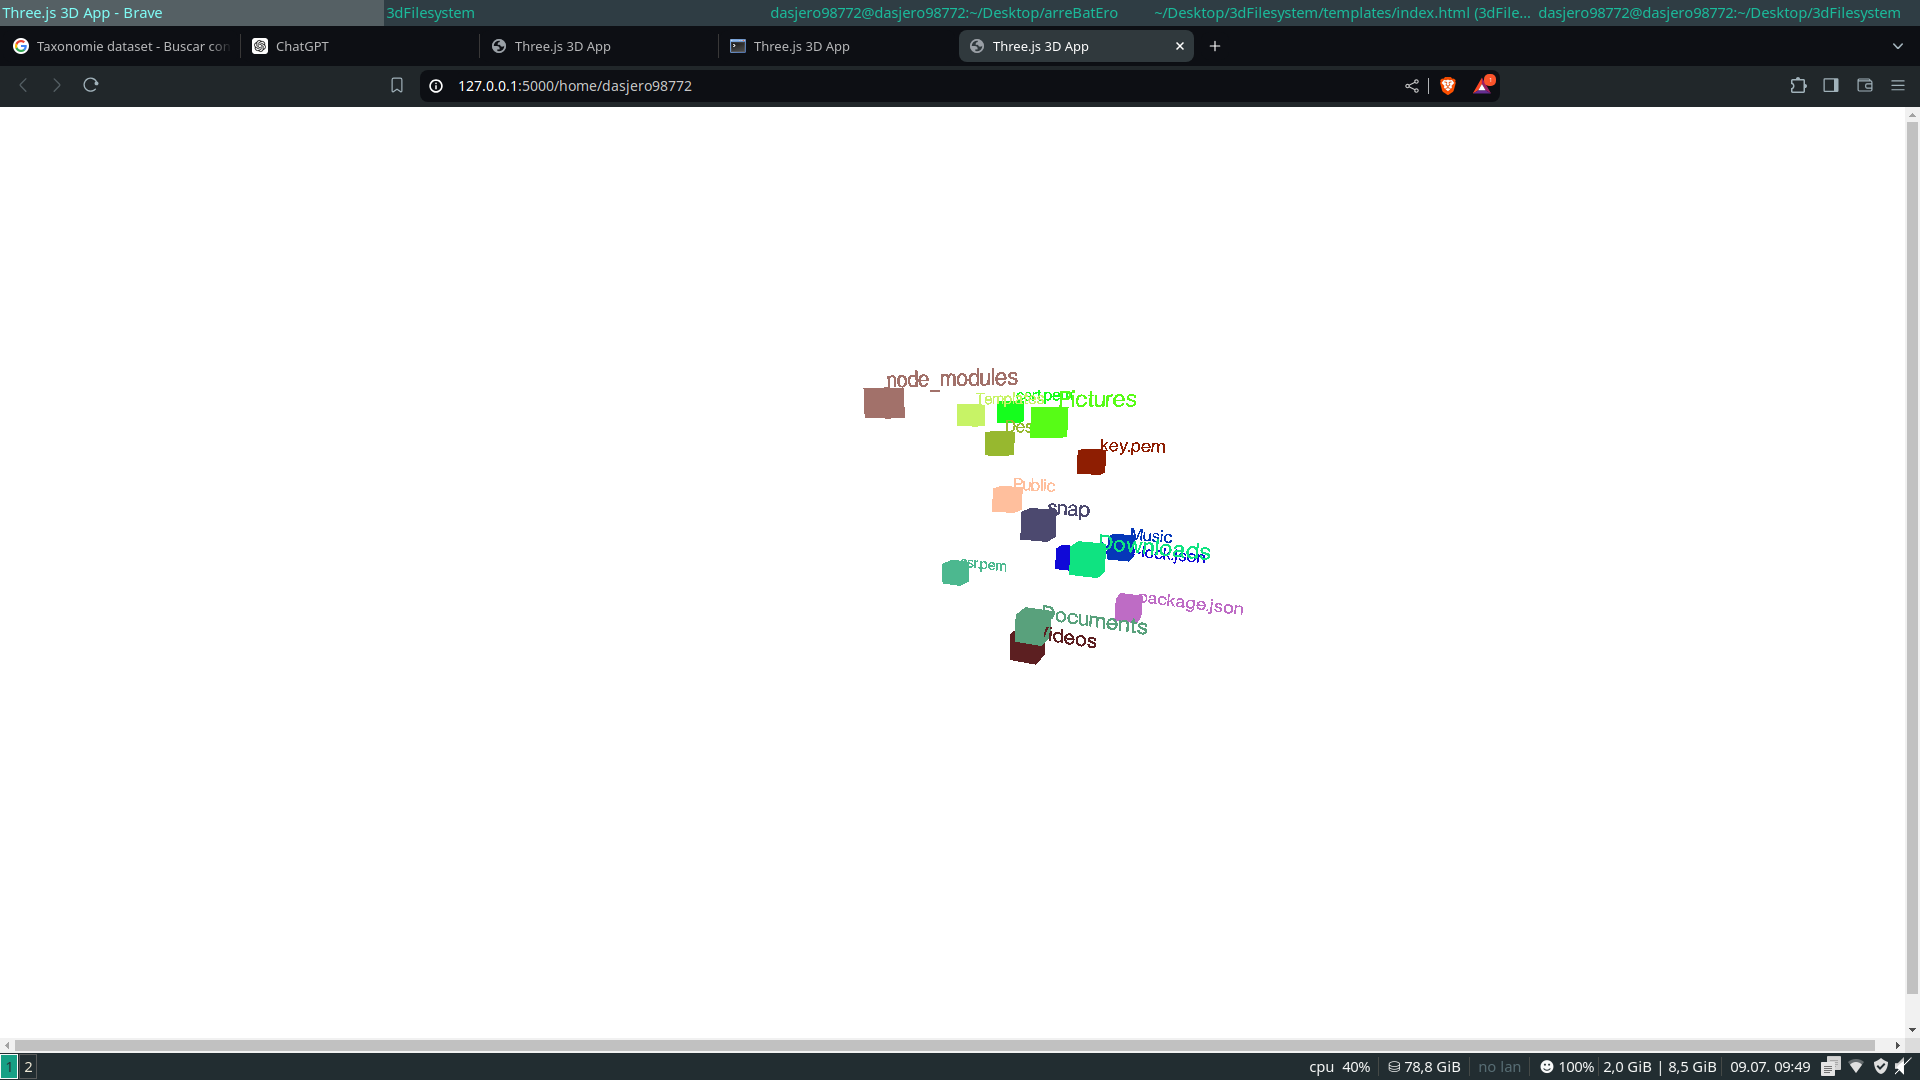 Three.js 3D App - Brave
3dFilesystem
dasjero98772@dasjero98772:~/Desktop/arreBatEro
~/Desktop/3dFilesystem/templates/index.html (3dFile...
dasjero98772@dasjero98772:~/Desktop/3dFilesystem
Taxonomie dataset - Buscar con
ChatGPT
Three.js 3D App
Three.js 3D App
Three.js 3D App
127.0.0.1:5000/home/dasjero98772
node_modules
Templates
cert.pem
Pictures
Des
key.pem
Public
snap
Music
Downloads
lock.json
csr.pem
package.json
Documents
Videos
1 2
cpu 40%
78,8 GiB
no lan
100%
2,0 GiB | 8,5 GiB
09.07. 09:49